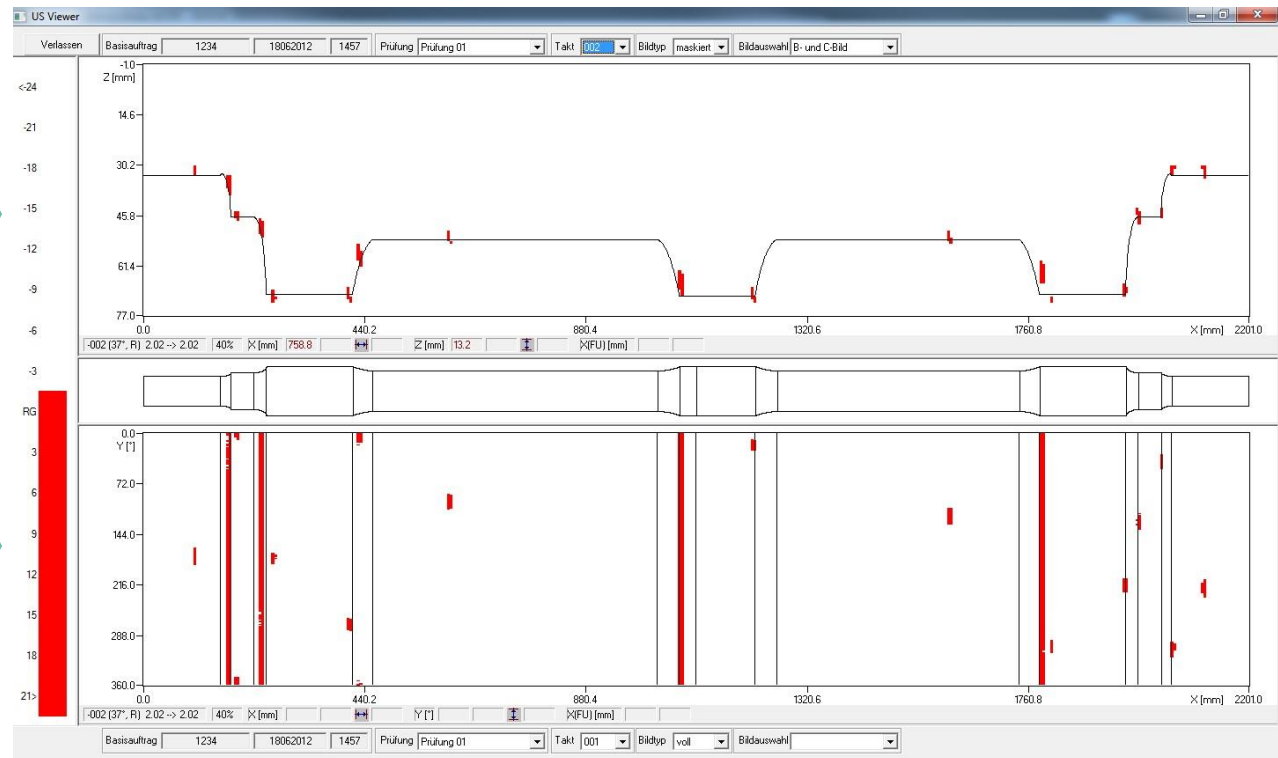 US Viewer
Verlassen Basisauftrag 1234 18062012 1457 Prüfung Prüfung 01 Takt 002 Bildtyp maskiert Bildauswahl B- und C-Bild
<-24
-21
-18
-15
-12
-9
-6
-3
RG
3
6
9
12
15
18
21>
-1.0
Z [mm]
14.6
30.2
45.8
61.4
77.0
0.0 440.2 880.4 1320.6 1760.8 X [mm] 2201.0
-002 (37°, R) 2.02 --> 2.02 40% X [mm] 758.8 Z [mm] 13.2 X(FU) [mm]
0.0
Y [°]
72.0
144.0
216.0
288.0
360.0
0.0 440.2 880.4 1320.6 1760.8 X [mm] 2201.0
-002 (37°, R) 2.02 --> 2.02 40% X [mm] Y [°] X(FU) [mm]
Basisauftrag 1234 18062012 1457 Prüfung Prüfung 01 Takt 001 Bildtyp voll Bildauswahl